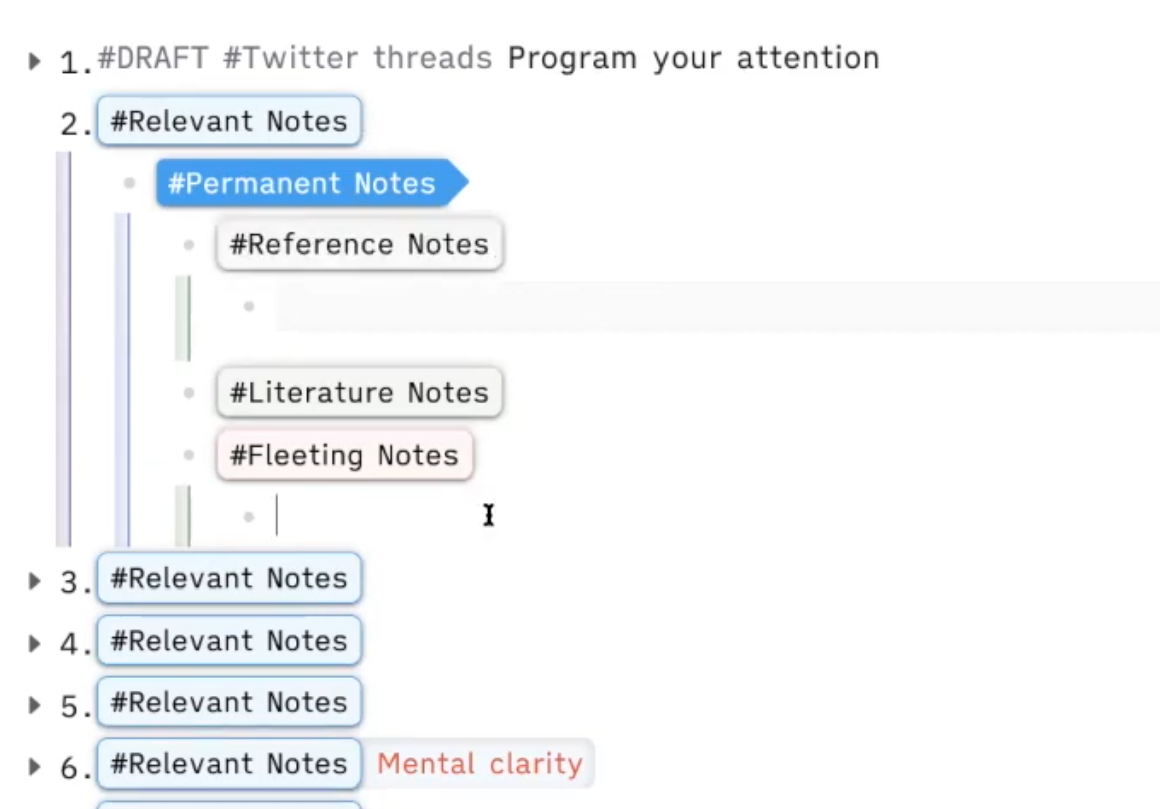 1. #DRAFT #Twitter threads Program your attention
2. #Relevant Notes
#Permanent Notes
#Reference Notes
#Literature Notes
#Fleeting Notes
3. #Relevant Notes
4. #Relevant Notes
5. #Relevant Notes
6. #Relevant Notes Mental clarity